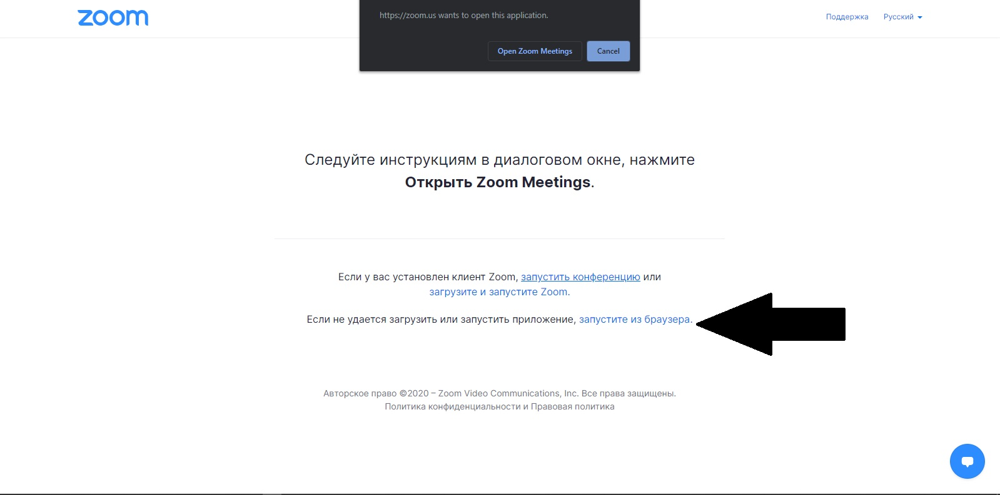 zoom
https://zoom.us wants to open this application.
Open Zoom Meetings
Cancel
Поддержка
Русский
Следуйте инструкциям в диалоговом окне, нажмите
Открыть Zoom Meetings.
Если у вас установлен клиент Zoom, запустить конференцию или
загрузите и запустите Zoom.
Если не удается загрузить или запустить приложение, запустите из браузера.
Авторское право ©2020 – Zoom Video Communications, Inc. Все права защищены.
Политика конфиденциальности и Правовая политика